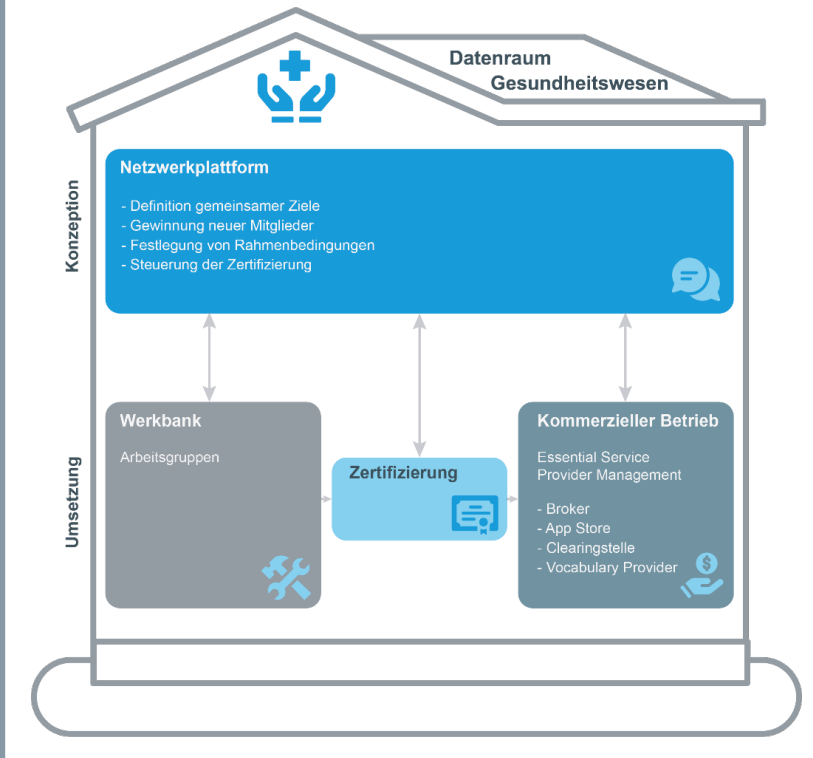 Datenraum
Gesundheitswesen
Konzeption
Netzwerkplattform
- Definition gemeinsamer Ziele
- Gewinnung neuer Mitglieder
- Festlegung von Rahmenbedingungen
- Steuerung der Zertifizierung
Umsetzung
Werkbank
Arbeitsgruppen
Zertifizierung
Kommerzieller Betrieb
Essential Service
Provider Management
- Broker
- App Store
- Clearingstelle
- Vocabulary Provider
$